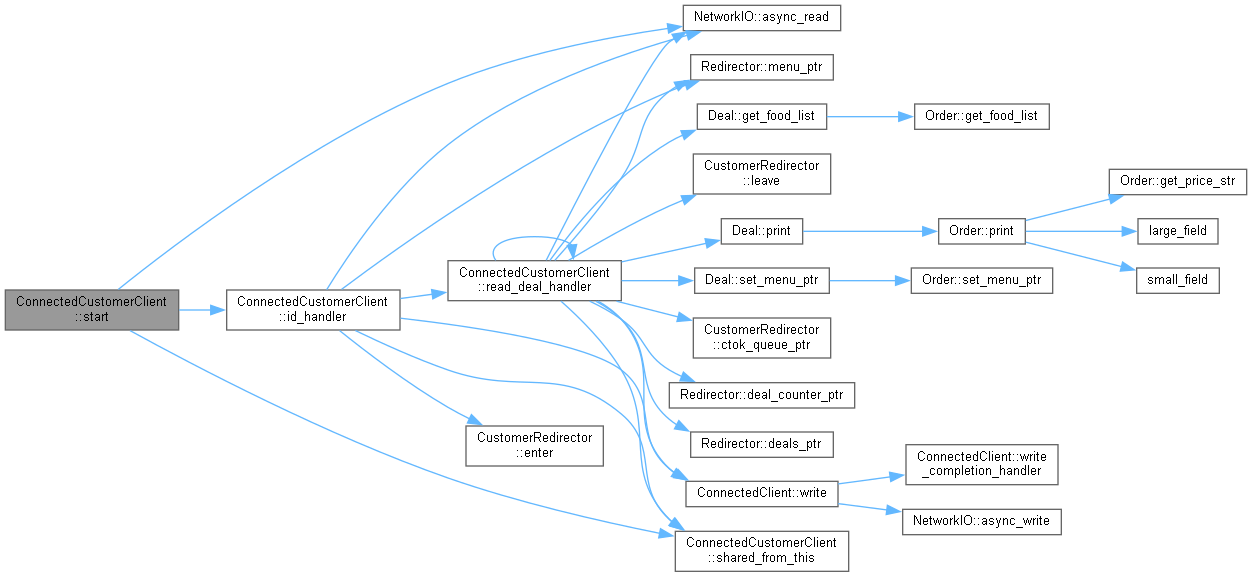 NetworkIO::async_read
Redirector::menu_ptr
Deal::get_food_list
Order::get_food_list
CustomerRedirector
::leave
Order::get_price_str
Deal::print
Order::print
large_field
ConnectedCustomerClient
::read_deal_handler
Deal::set_menu_ptr
Order::set_menu_ptr
small_field
ConnectedCustomerClient
::start
ConnectedCustomerClient
::id_handler
CustomerRedirector
::ctok_queue_ptr
Redirector::deal_counter_ptr
CustomerRedirector
::enter
Redirector::deals_ptr
ConnectedClient::write
_completion_handler
ConnectedClient::write
NetworkIO::async_write
ConnectedCustomerClient
::shared_from_this